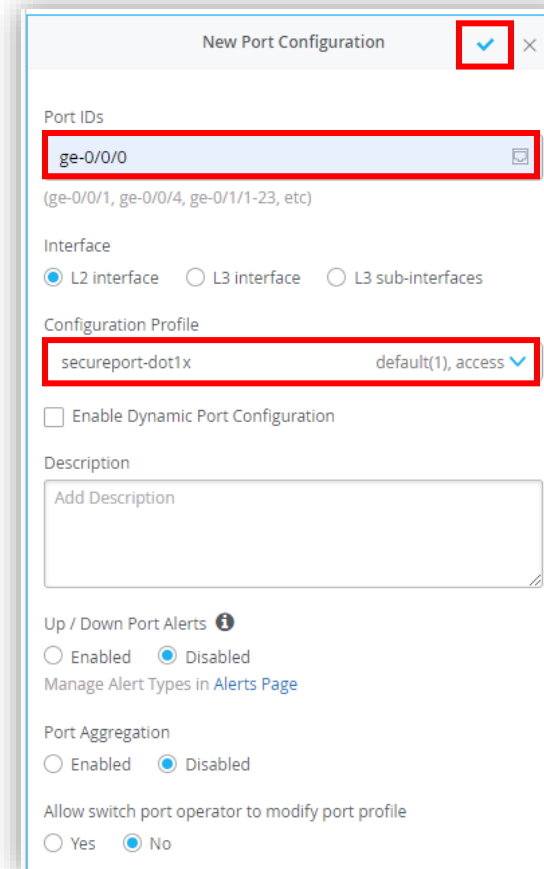 New Port Configuration
Port IDs
ge-0/0/0
(ge-0/0/1, ge-0/0/4, ge-0/1/1-23, etc)
Interface
L2 interface L3 interface L3 sub-interfaces
Configuration Profile
secureport-dot1x default(1), access
Enable Dynamic Port Configuration
Description
Add Description
Up / Down Port Alerts
Enabled Disabled
Manage Alert Types in Alerts Page
Port Aggregation
Enabled Disabled
Allow switch port operator to modify port profile
Yes No